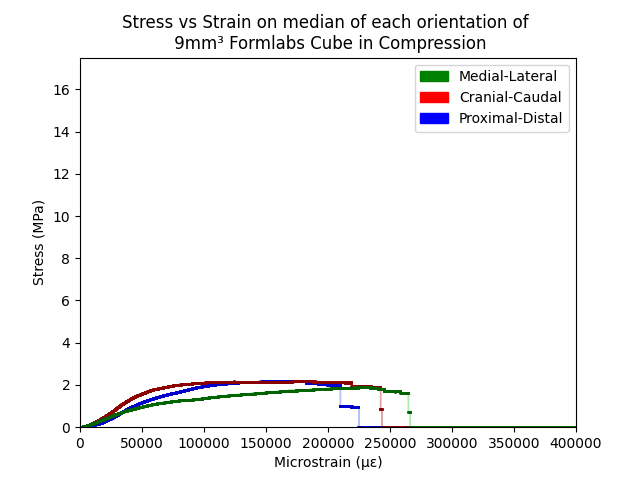 Stress vs Strain on median of each orientation of
9mm³ Formlabs Cube in Compression
Medial-Lateral
Cranial-Caudal
Proximal-Distal
Stress (MPa)
16
14
12
10
8
6
4
2
0
0 50000 100000 150000 200000 250000 300000 350000 400000
Microstrain (με)